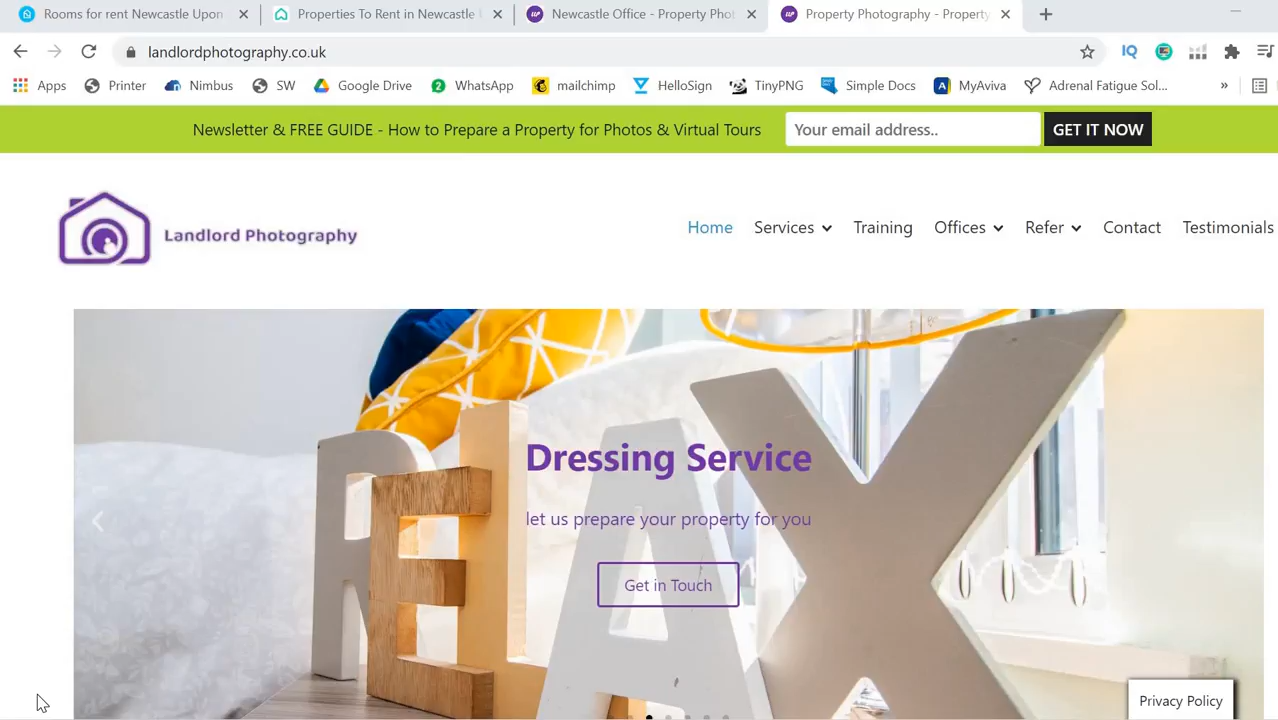 Rooms for rent Newcastle Upon
Properties To Rent in Newcastle
Newcastle Office - Property Pho
Property Photography - Property
landlordphotography.co.uk
Apps Printer Nimbus SW Google Drive WhatsApp mailchimp HelloSign TinyPNG Simple Docs MyAviva Adrenal Fatigue Sol...
Newsletter & FREE GUIDE - How to Prepare a Property for Photos & Virtual Tours Your email address.. GET IT NOW
Landlord Photography
Home Services Training Offices Refer Contact Testimonials
RELAX
Dressing Service
let us prepare your property for you
Get in Touch
Privacy Policy